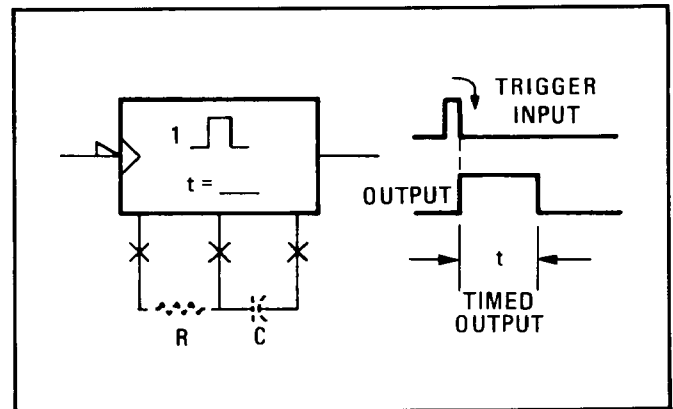 1
t = ___
R
C
TRIGGER
INPUT
OUTPUT
t
TIMED
OUTPUT